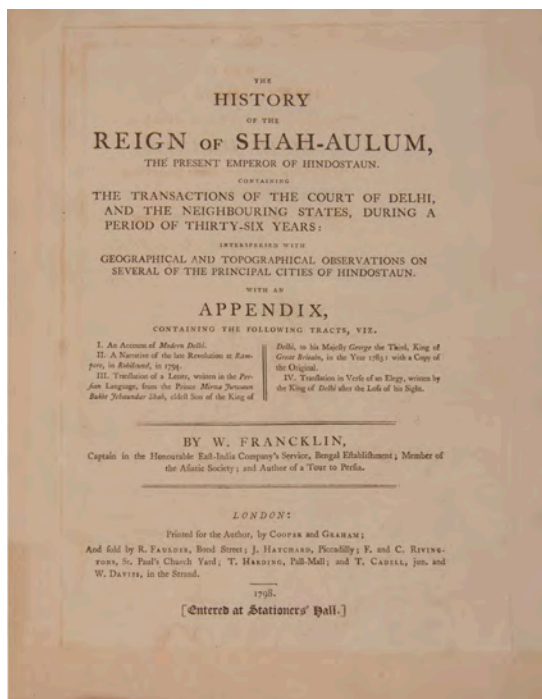 THE
HISTORY
OF THE
REIGN OF SHAH-AULUM,
THE PRESENT EMPEROR OF HINDOSTAUN.
CONTAINING
THE TRANSACTIONS OF THE COURT OF DELHI,
AND THE NEIGHBOURING STATES, DURING A
PERIOD OF THIRTY-SIX YEARS:
INTERSPERSED WITH
GEOGRAPHICAL AND TOPOGRAPHICAL OBSERVATIONS ON
SEVERAL OF THE PRINCIPAL CITIES OF HINDOSTAUN.
WITH AN
APPENDIX,
CONTAINING THE FOLLOWING TRACTS, VIZ.
I. An Account of Modern Delhi.
II. A Narrative of the late Revolution at Ram-
poro, in Rohilcund, in 1794.
III. Translation of a Letter, written in the Per-
sian Language, from the Prince Mirza Juwaun
Bukht Jehaundar Shah, eldest Son of the King of
Delhi, to his Majesty George the Third, King of
Great Britain, in the Year 1785: with a Copy of
the Original.
IV. Translation in Verse of an Elegy, written by
the King of Delhi after the Loss of his Sight.
BY W. FRANCKLIN,
Captain in the Honourable East-India Company's Service, Bengal Establishment; Member of
the Asiatic Society; and Author of a Tour to Persia.
LONDON:
Printed for the Author, by COOPER and GRAHAM;
And sold by R. FAULDER, Bond Street; J. HATCHARD, Piccadilly; F. and C. RIVING-
TONS, St. Paul's Church Yard; T. HARDING, Pall-Mall; and T. CADELL, jun. and
W. DAVIES, in the Strand.
1798.
[Entered at Stationers' Hall.]